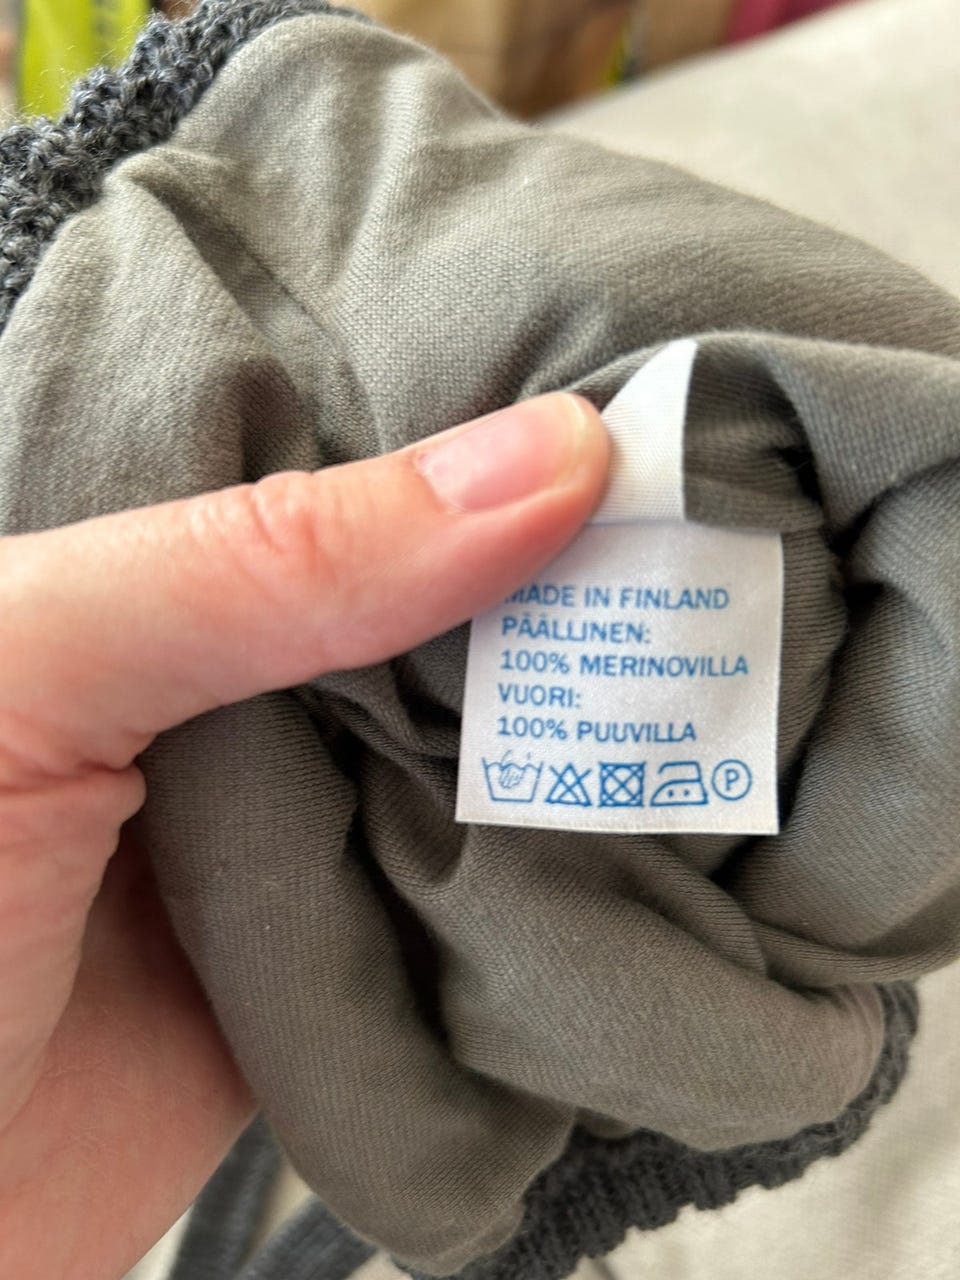 MADE IN FINLAND
PÄÄLLINEN:
100% MERINOVILLA
VUORI:
100% PUUVILLA
P